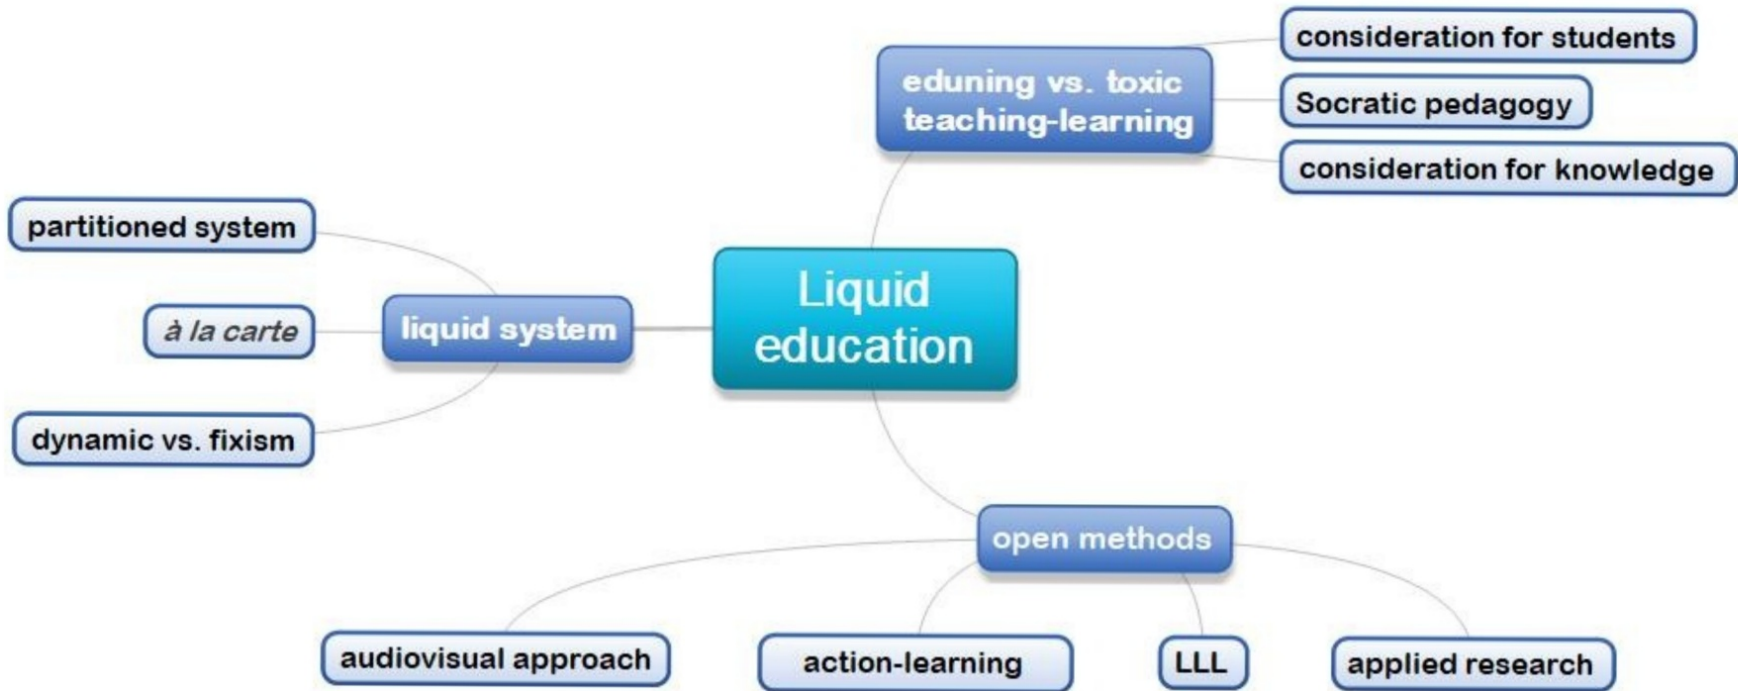 consideration for students
eduning vs. toxic
teaching-learning
Socratic pedagogy
consideration for knowledge
partitioned system
à la carte
liquid system
Liquid
education
dynamic vs. fixism
open methods
audiovisual approach
action-learning
LLL
applied research